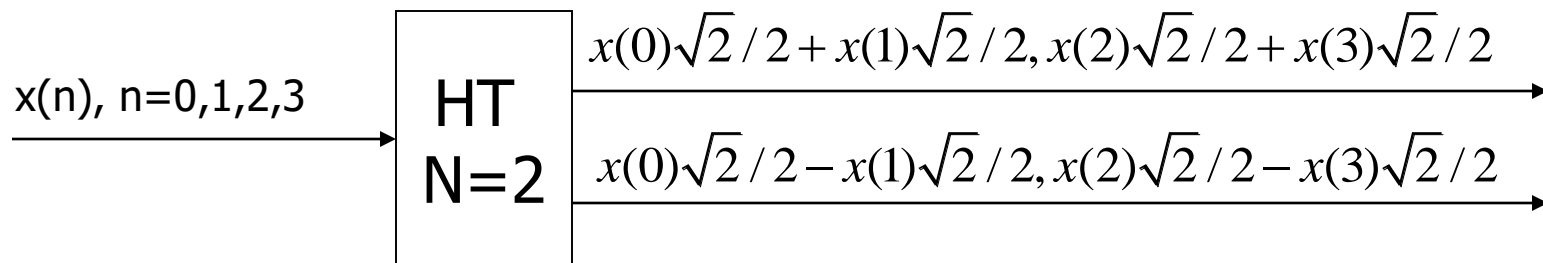 x(0)√2/2+x(1)√2/2, x(2)√2/2+x(3)√2/2
x(n), n=0,1,2,3
HT
N=2
x(0)√2/2−x(1)√2/2, x(2)√2/2−x(3)√2/2